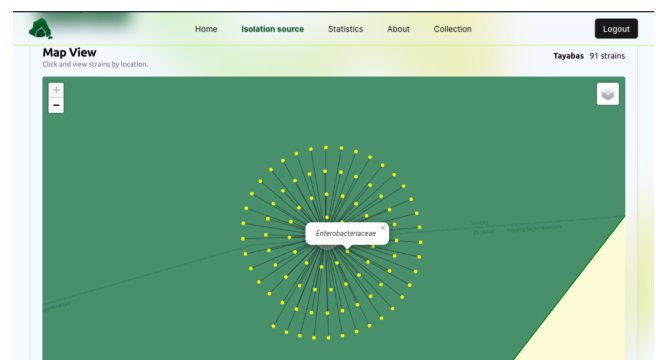 Home Isolation source Statistics About Collection Logout
Map View Tayabas 91 strains
Click and view strains by location.
+
−
Enterobacteriaceae ×